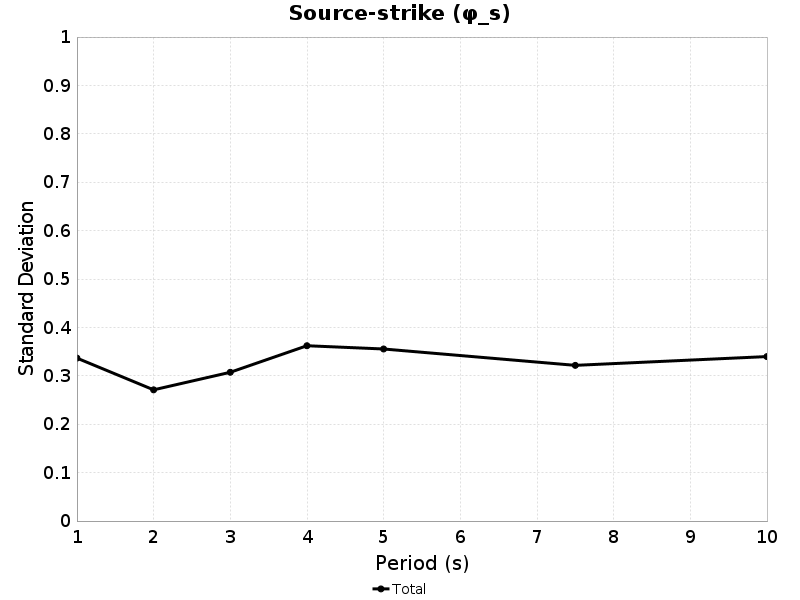 Source-strike (φ_s)
1
0.9
0.8
0.7
0.6
0.5
0.4
0.3
0.2
0.1
0
Standard Deviation
1 2 3 4 5 6 7 8 9 10
Period (s)
Total